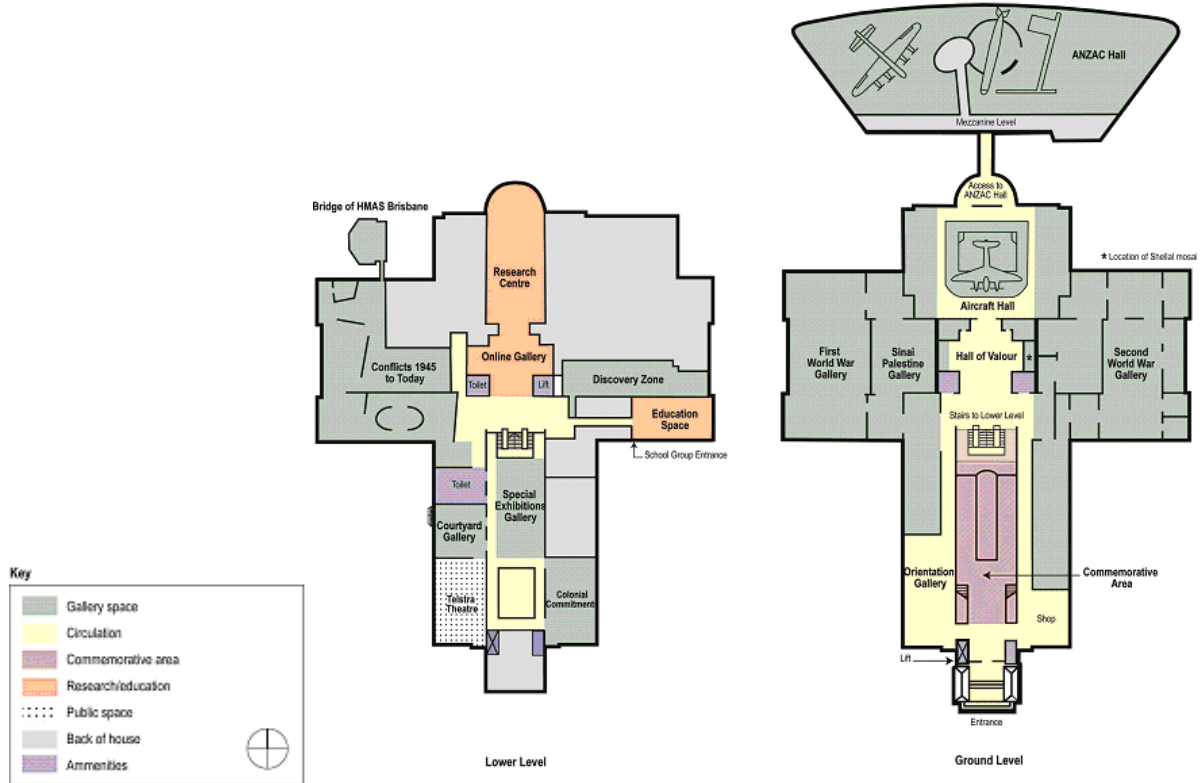 ANZAC Hall
Mezzanine Level
Access to
ANZAC Hall
Bridge of HMAS Brisbane
* Location of Shellal mosai
Research
Centre
Aircraft Hall
Online Gallery
Conflicts 1945
to Today
Toilet
Lift
Discovery Zone
First
World War
Gallery
Sinai
Palestine
Gallery
Hall of Valour
*
Second
World War
Gallery
Education
Space
Stairs to Lower Level
School Group Entrance
Toilet
Special
Exhibitions
Gallery
Courtyard
Gallery
Telstra
Theatre
Colonial
Commitment
Orientation
Gallery
Commemorative
Area
Shop
Lift
Entrance
Key
Gallery space
Circulation
Commemorative area
Research/education
Public space
Back of house
Ammenities
Lower Level
Ground Level